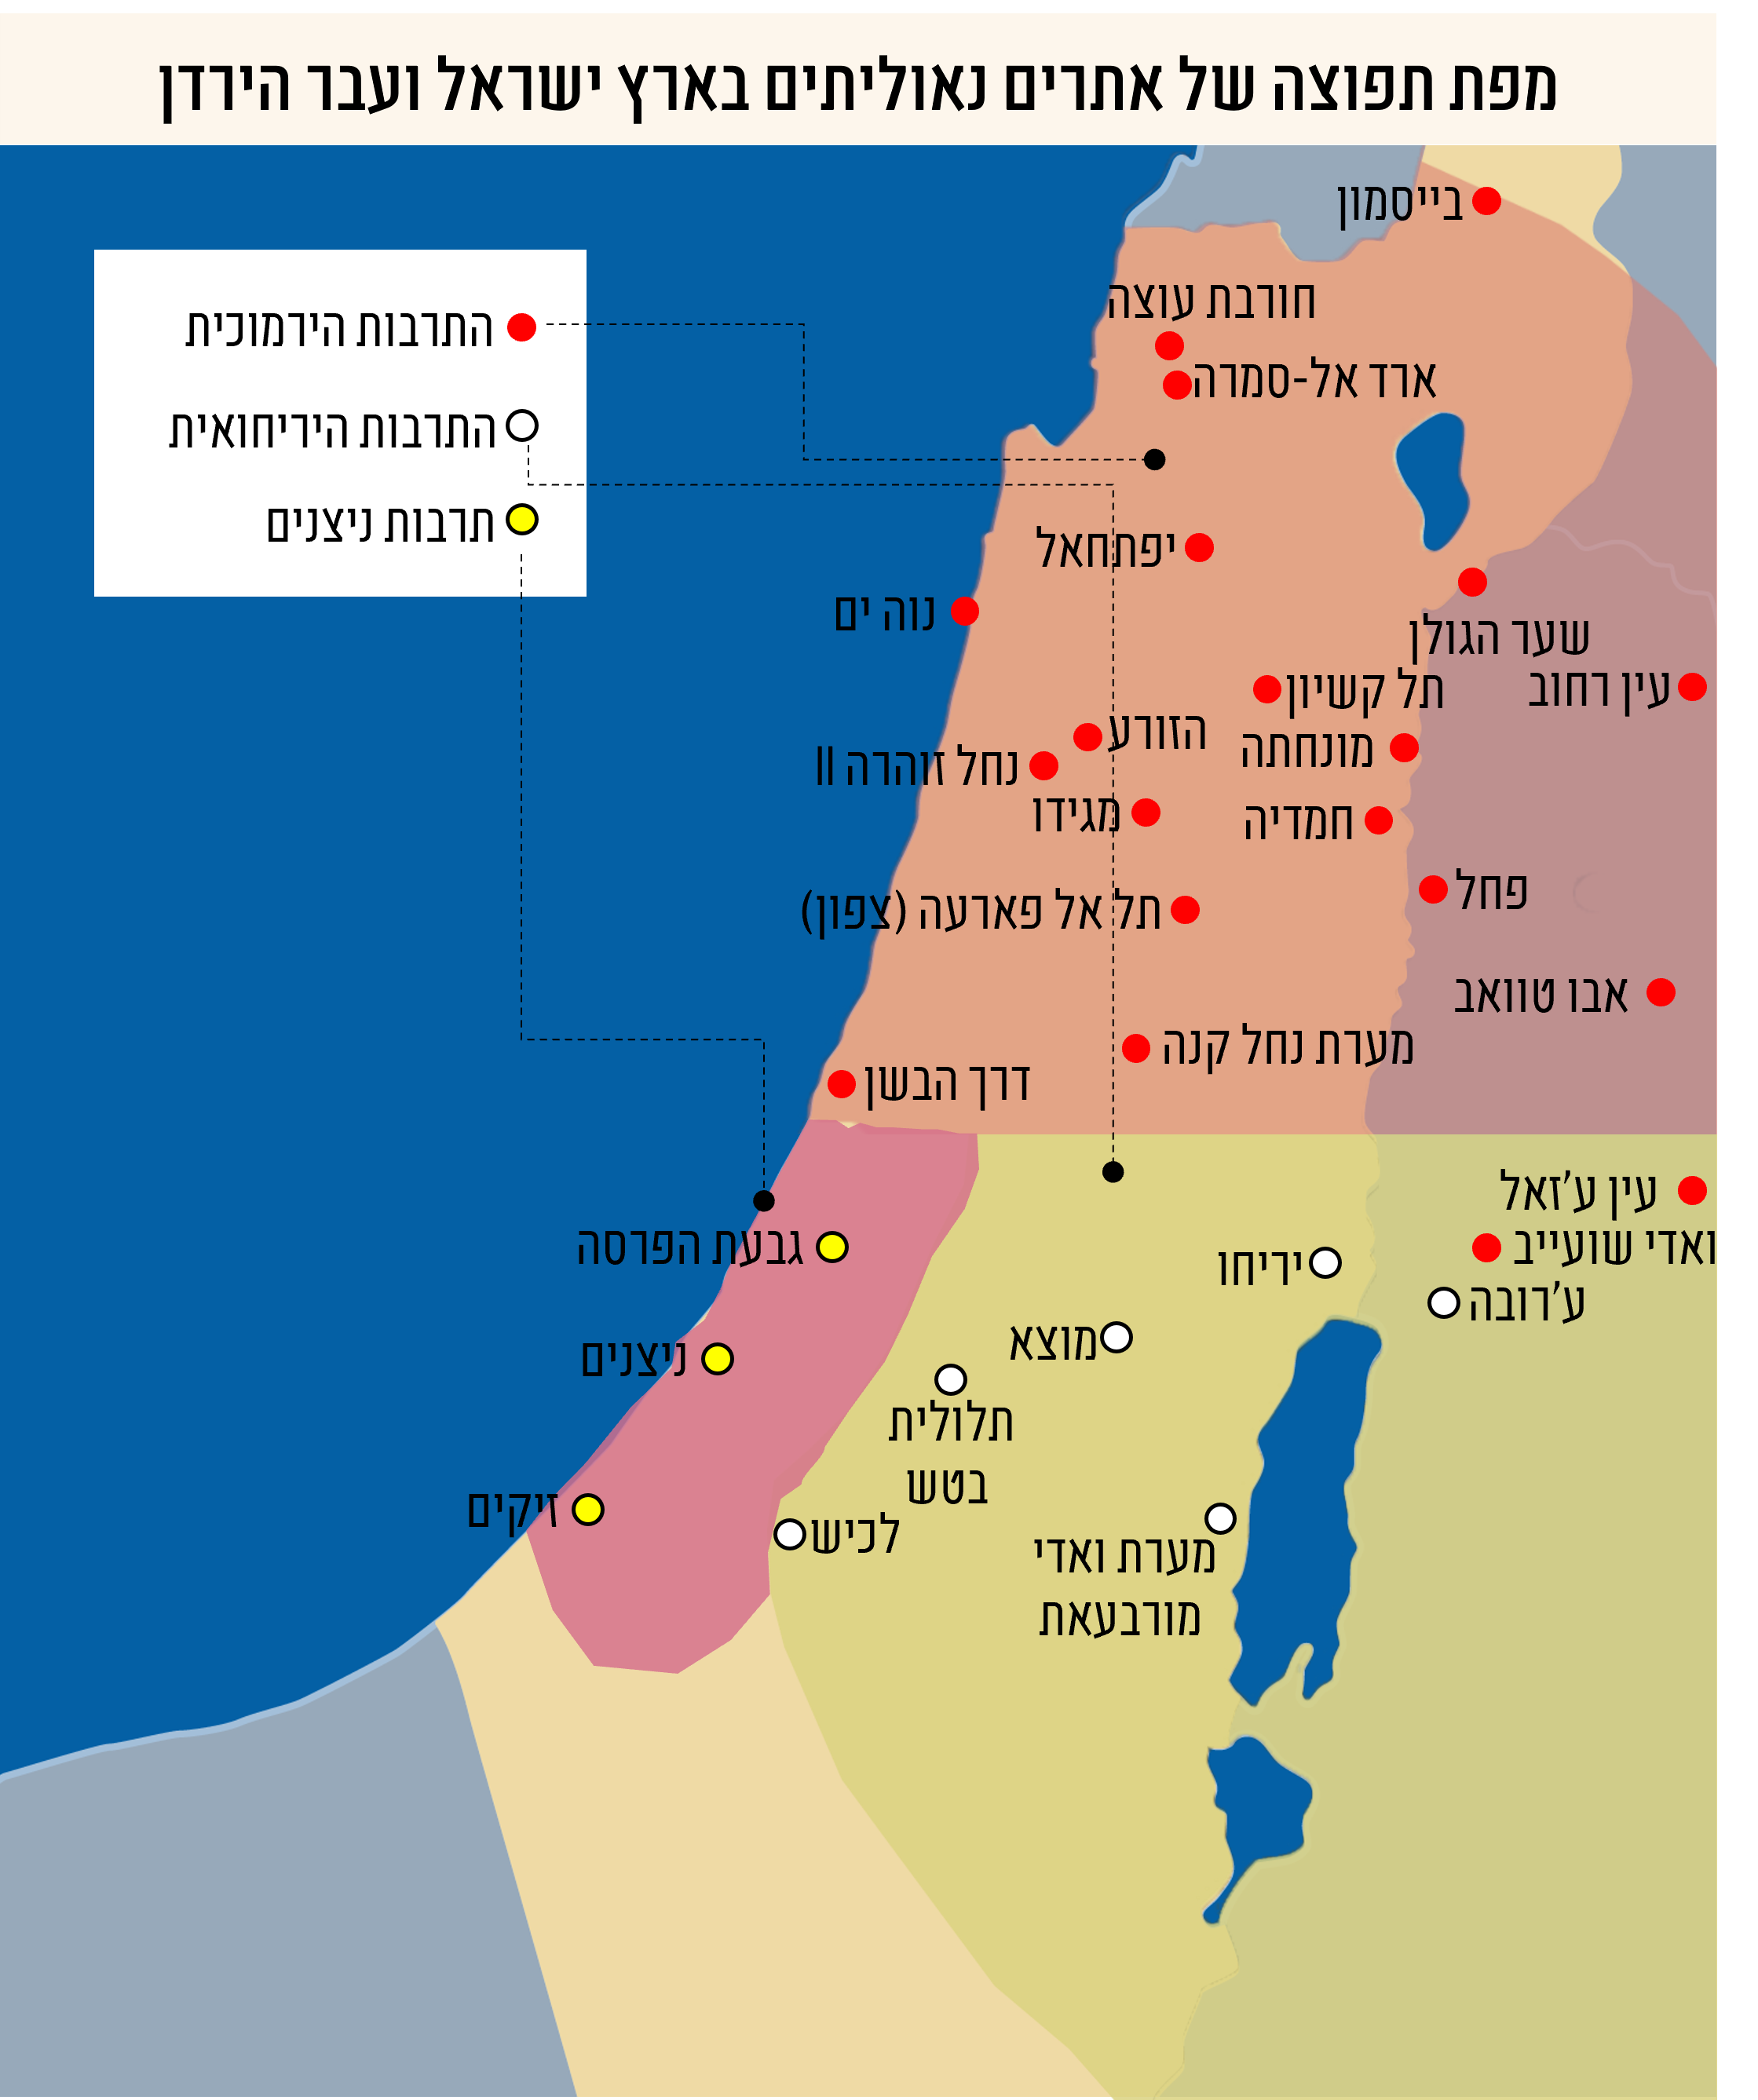 מפת תפוצה של אתרים נאוליתים בארץ ישראל ועבר הירדן
התרבות הירמוכית
התרבות היריחואית
תרבות ניצנים
בייסמון
חורבת עוצה
ארד אל-סמרה
יפתחאל
נוה ים
שער הגולן
עין רחוב
תל קשיון
הזורע
מונחתה
נחל זוהרה II
מגידו
חמדיה
פחל
תל אל פארעה (צפון)
אבו טוואב
מערת נחל קנה
דרך הבשן
עין ע'זאל
ואדי שועייב
גבעת הפרסה
יריחו
ע'רובה
מוצא
ניצנים
תלולית
בטש
זיקים
לכיש
מערת ואדי
מורבעאת